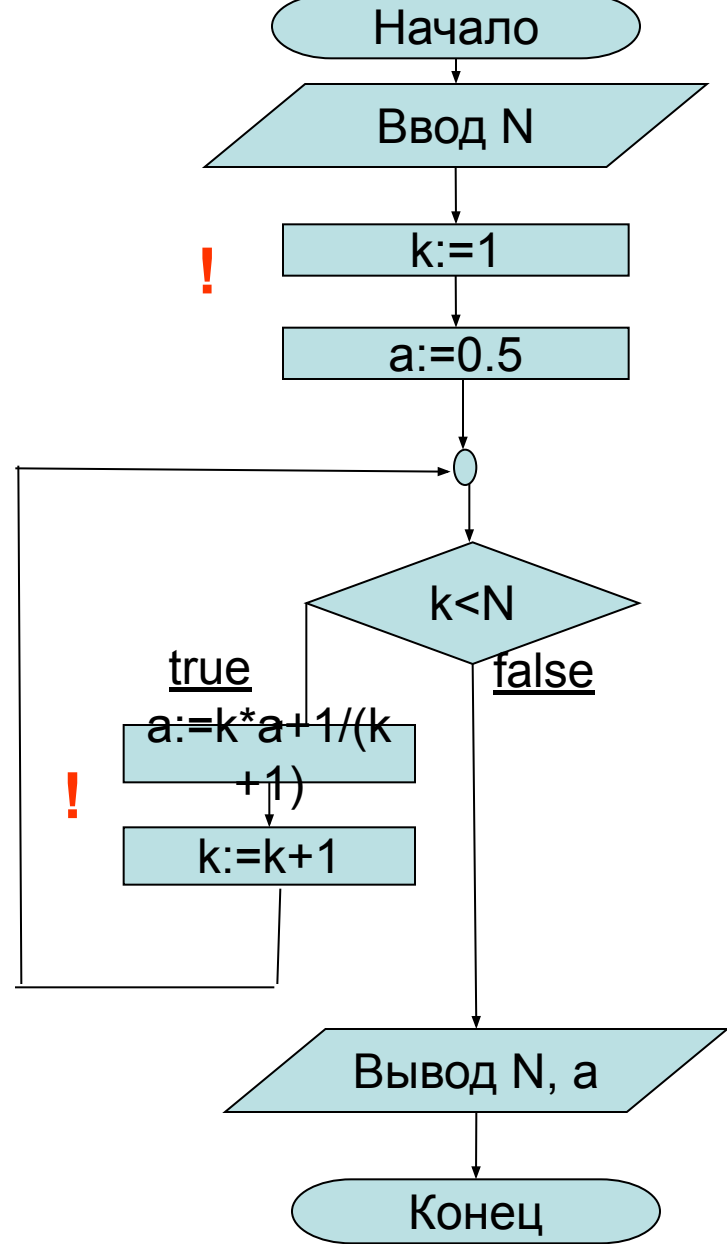 Начало
Ввод N
k:=1
!
a:=0.5
k<N
true
false
a:=k*a+1/(k
+1)
!
k:=k+1
Вывод N, a
Конец